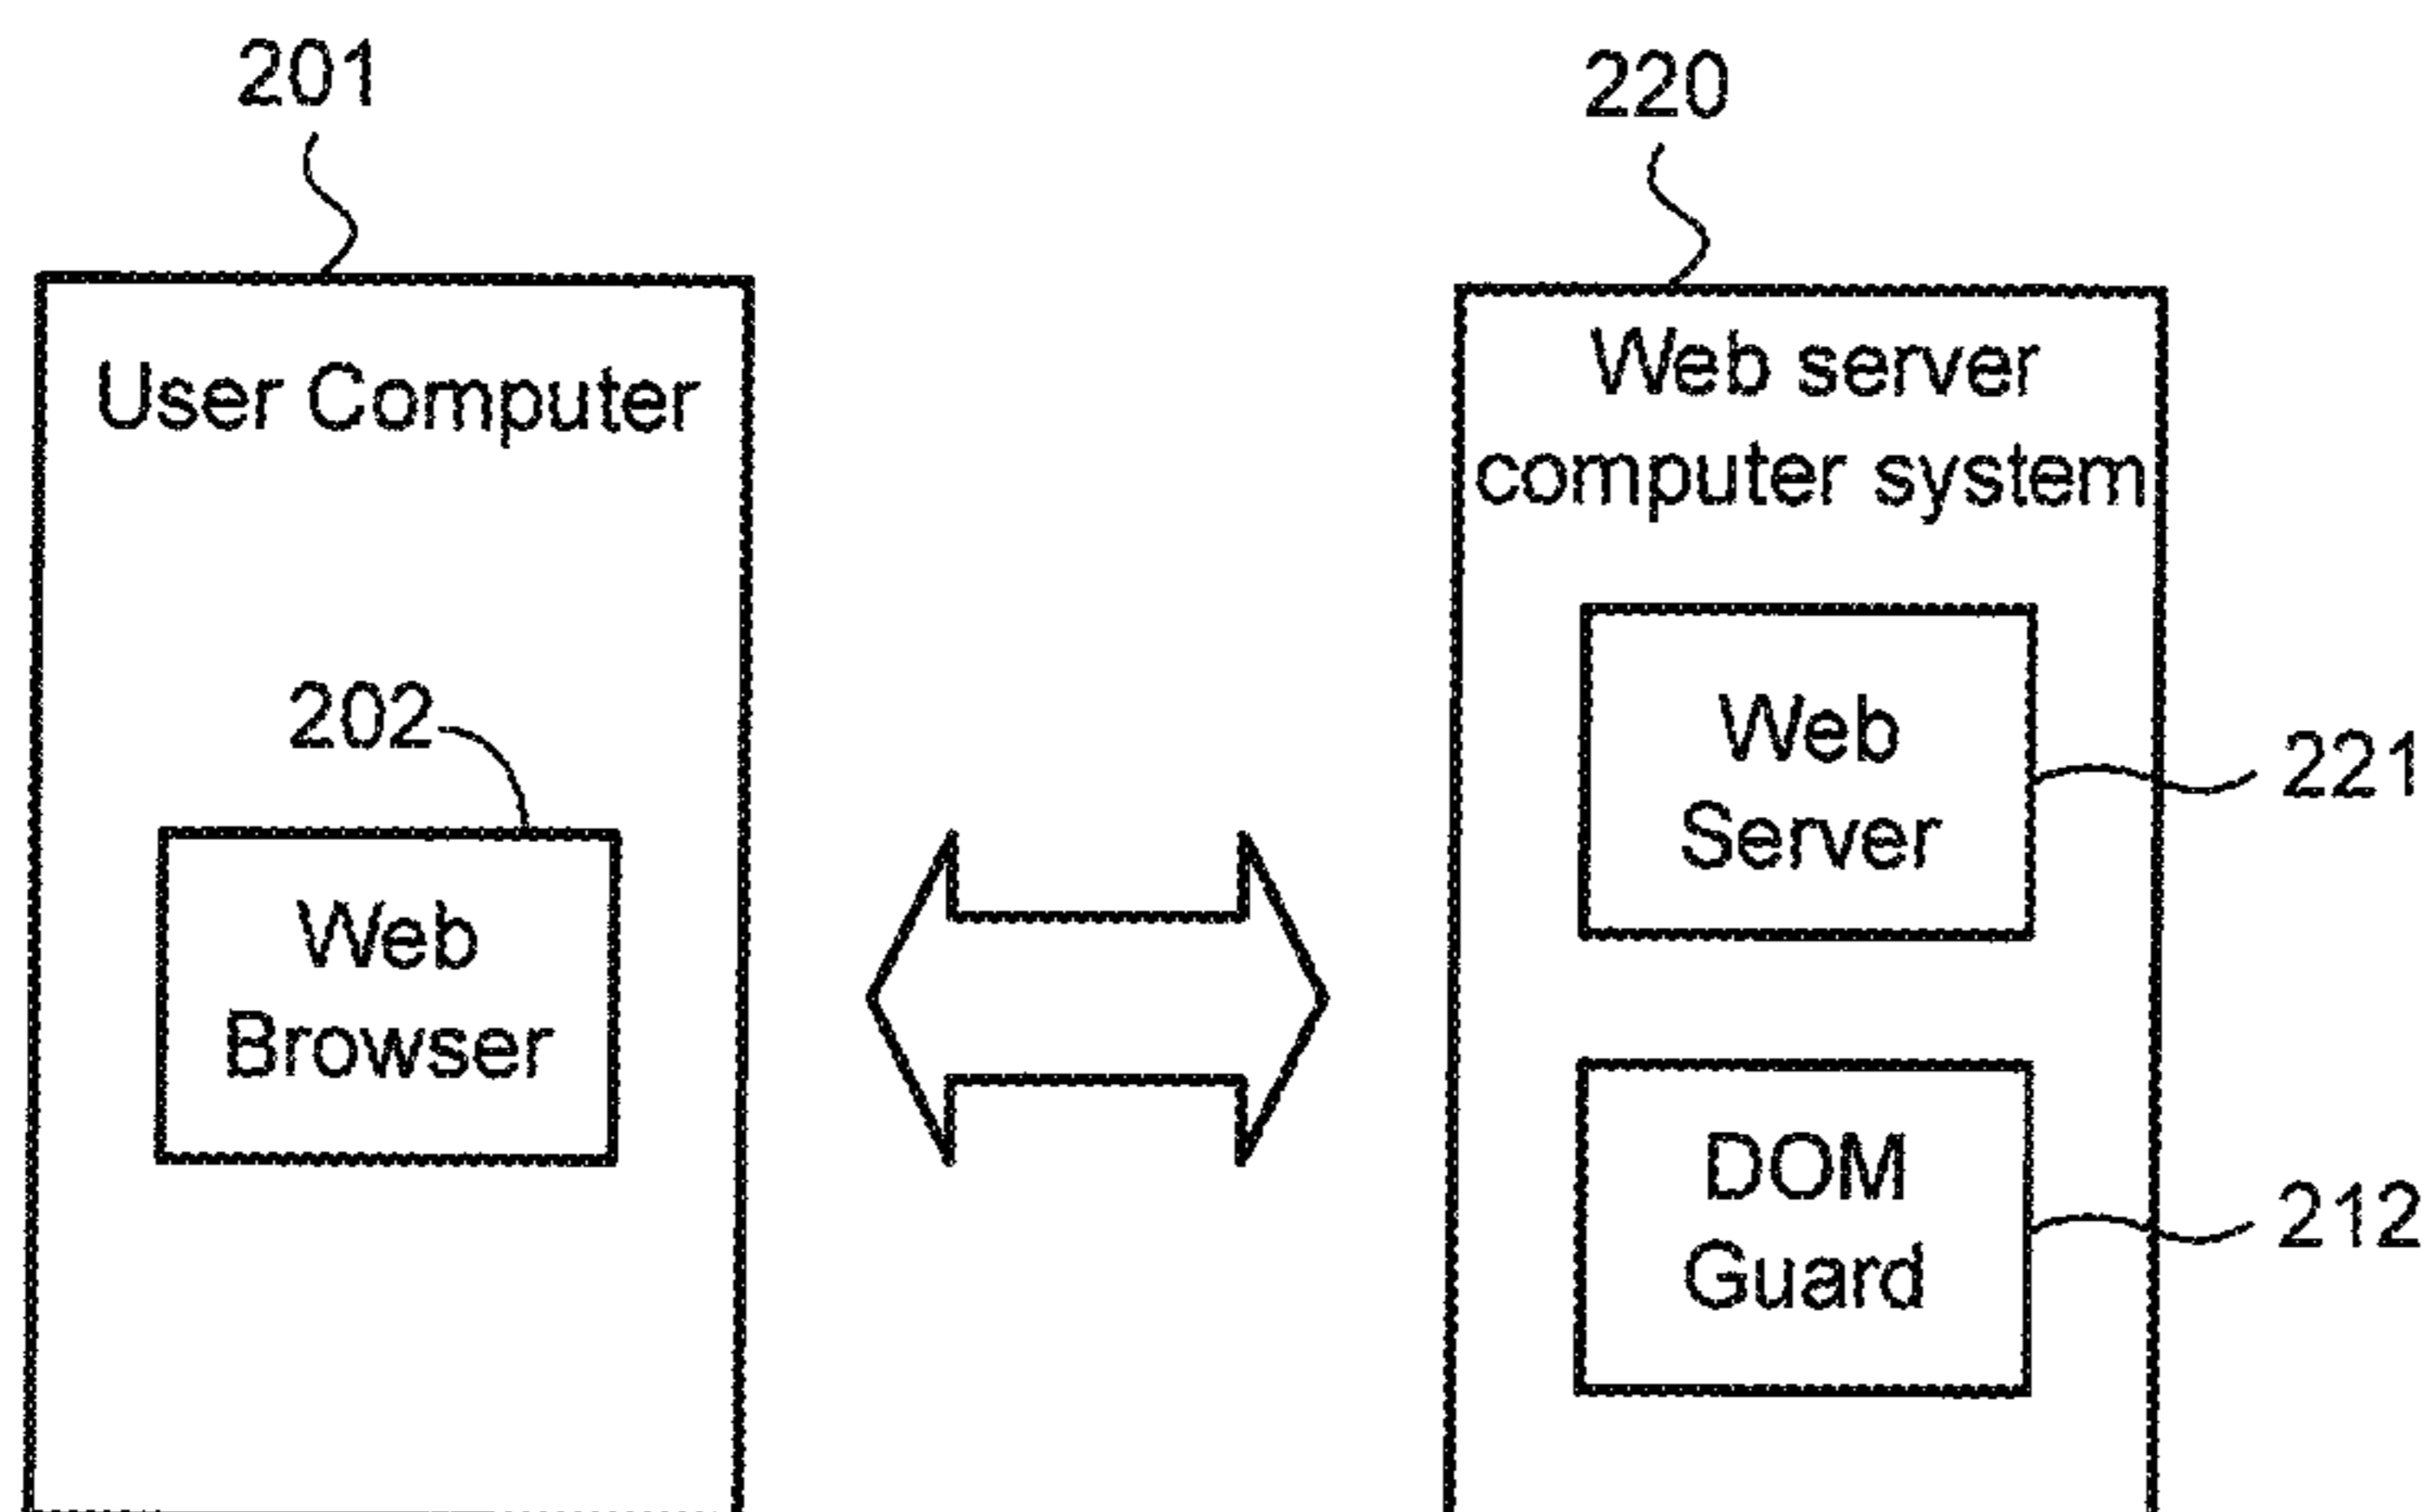 201
220
User Computer
Web server
computer system
202
Web
Browser
Web
Server
221
DOM
Guard
212